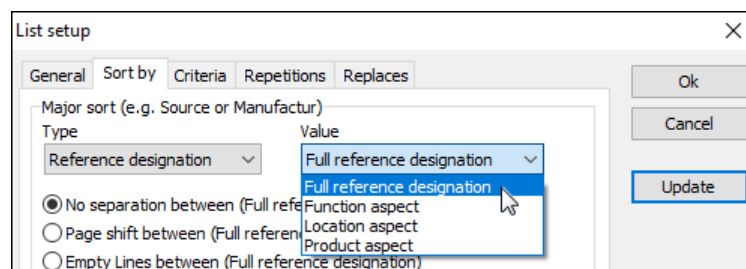 List setup
General Sort by Criteria Repetitions Replaces
Ok
Major sort (e.g. Source or Manufactur)
Type Value
Cancel
Reference designation Full reference designation
Full reference designation
Update
No separation between (Full refe
Function aspect
Location aspect
Page shift between (Full referen
Product aspect
Empty Lines between (Full reference designation)